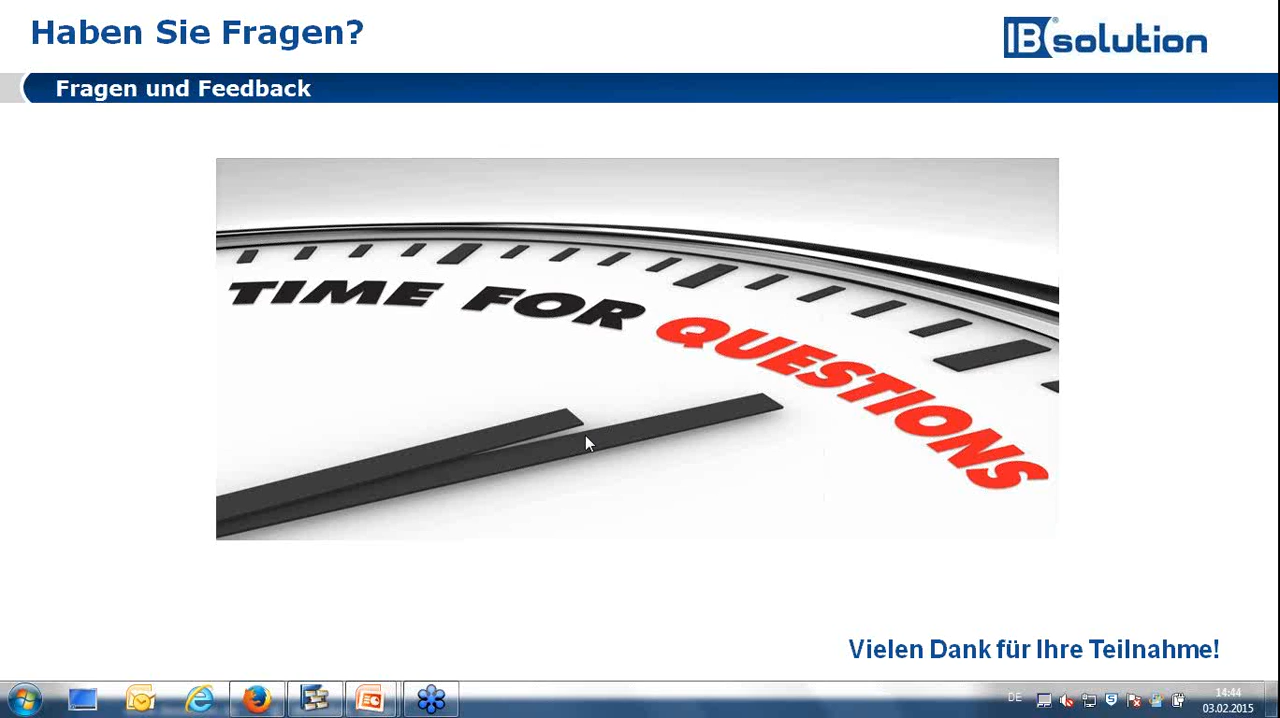 Haben Sie Fragen?
IBsolution
Fragen und Feedback
TIME FOR QUESTIONS
Vielen Dank für Ihre Teilnahme!
DE
14:44
03.02.2015